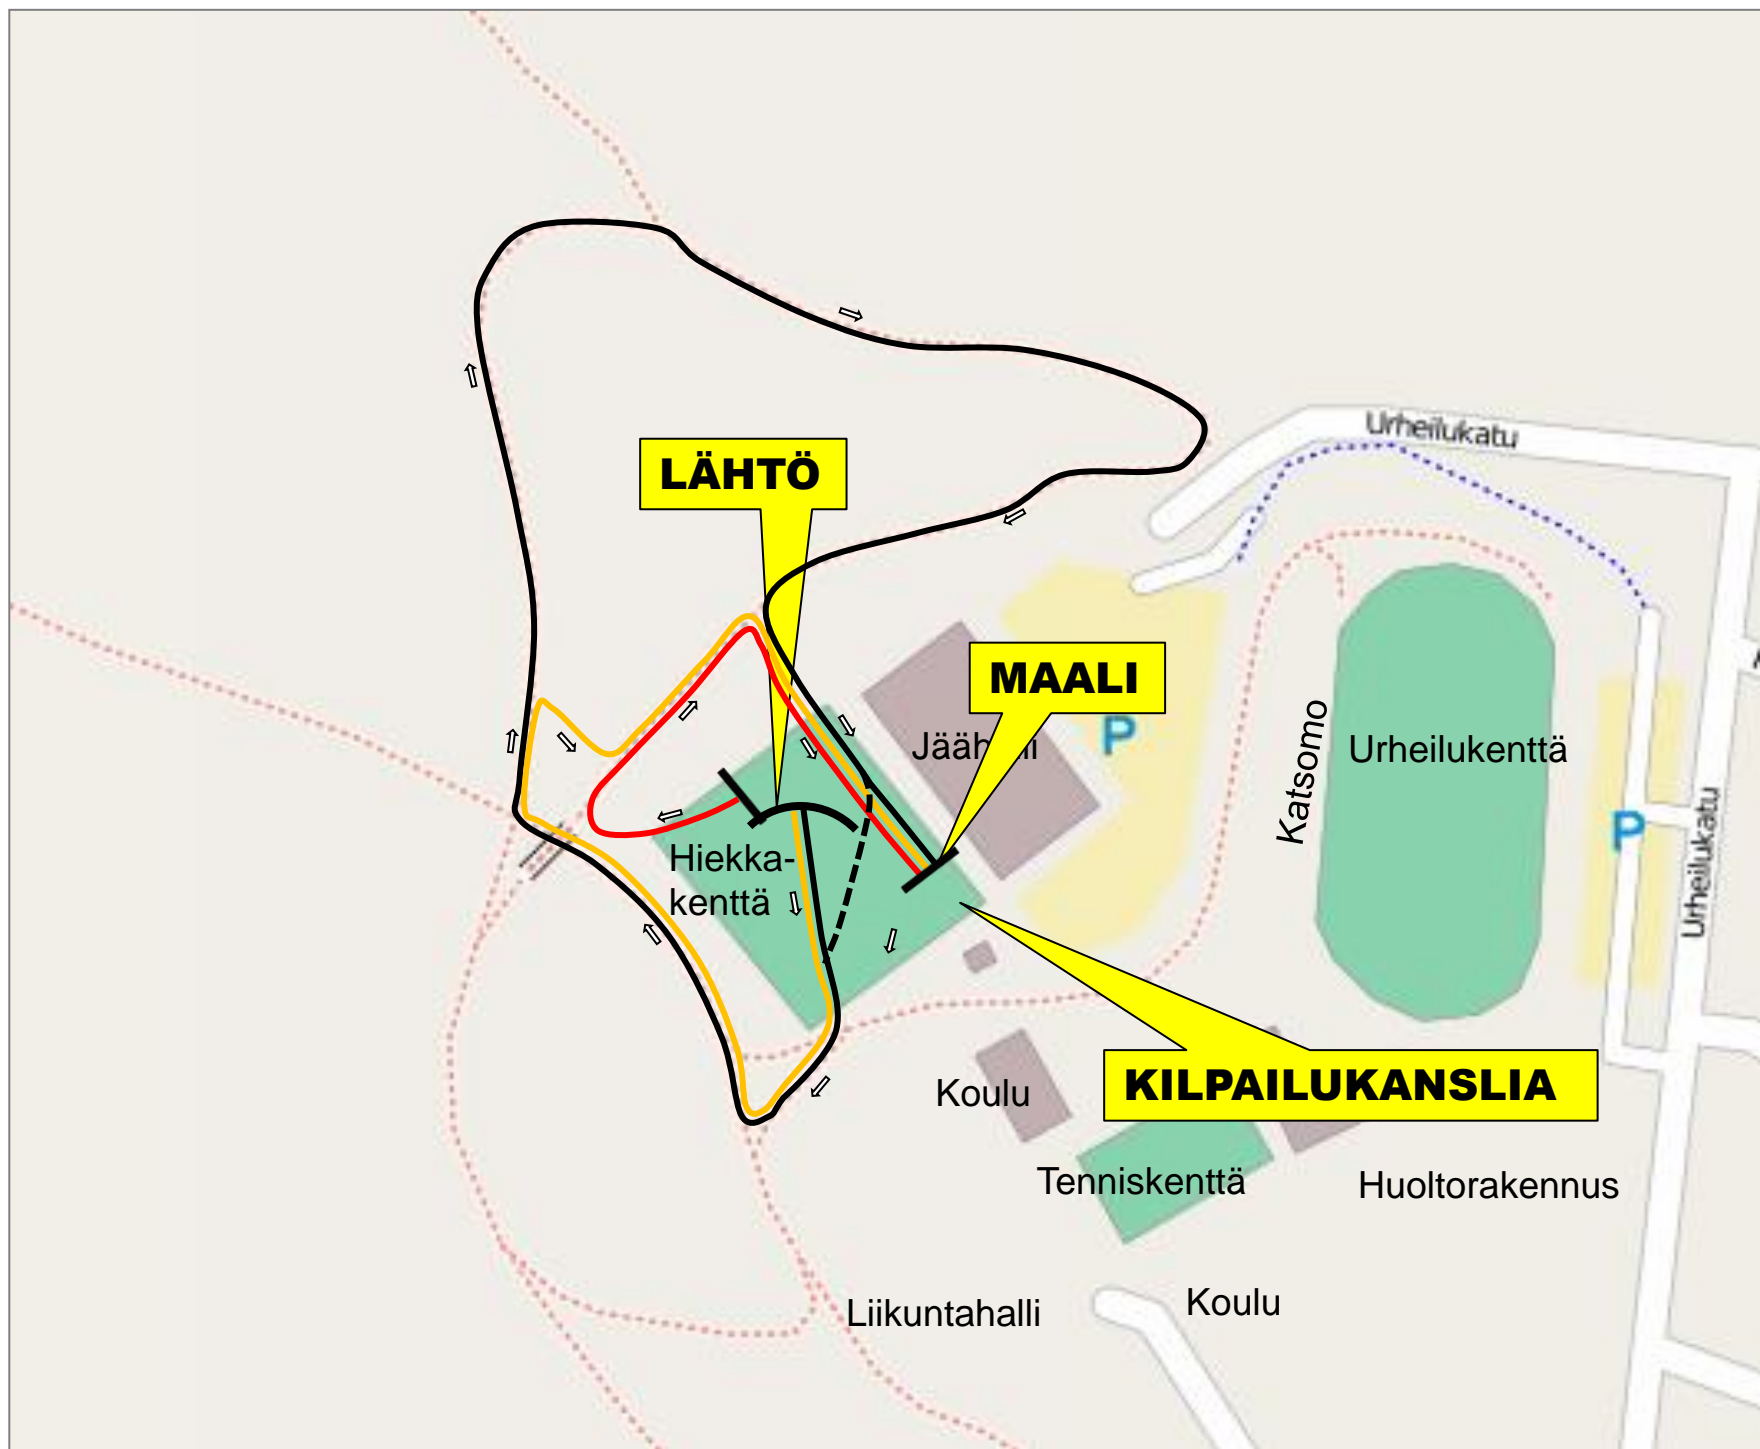 Urheilukatu
LÄHTÖ
MAALI
P
Jäähalli
Katsomo
Urheilukenttä
P
Urheilukatu
Hiekka-
kenttä
Koulu
KILPAILUKANSLIA
Tenniskenttä
Huoltorakennus
Liikuntahalli
Koulu